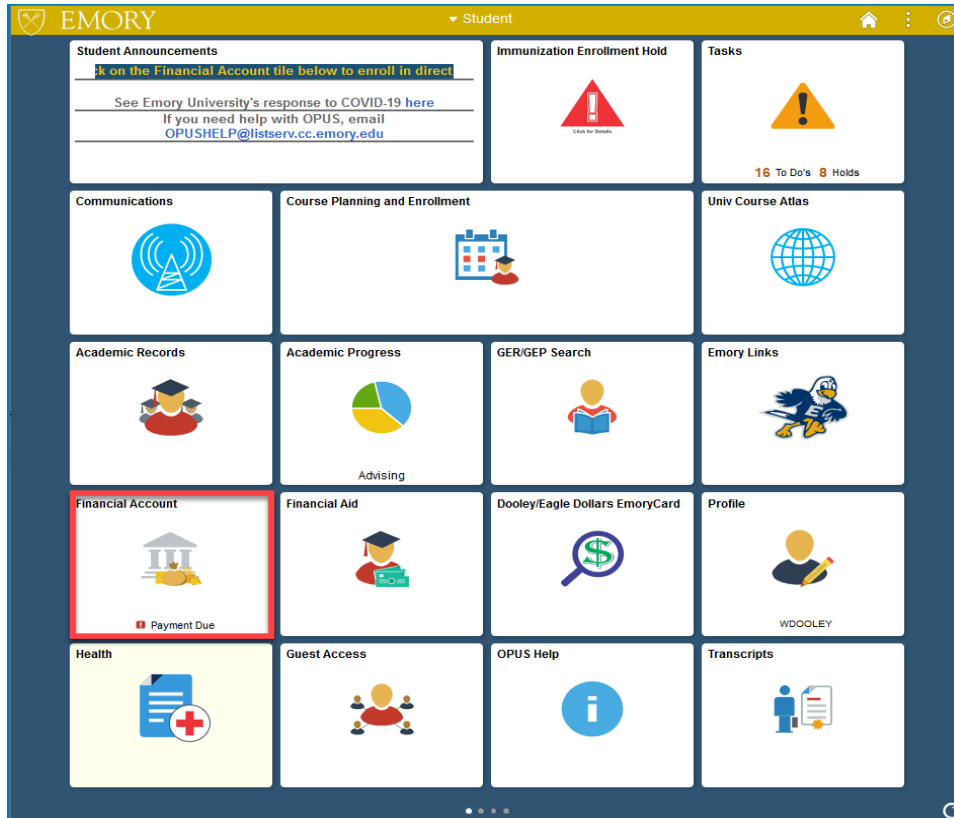 EMORY
Student
Student Announcements
on the Financial Account tile below to enroll in direct
See Emory University's response to COVID-19 here
If you need help with OPUS, email
OPUSHELP@listserv.cc.emory.edu
Immunization Enrollment Hold
Click for Details
Tasks
16 To Do's 8 Holds
Communications
Course Planning and Enrollment
Univ Course Atlas
Academic Records
Academic Progress
Advising
GER/GEP Search
Emory Links
E
Financial Account
Payment Due
Financial Aid
Dooley/Eagle Dollars EmoryCard
$
Profile
WDOOLEY
Health
Guest Access
OPUS Help
i
Transcripts